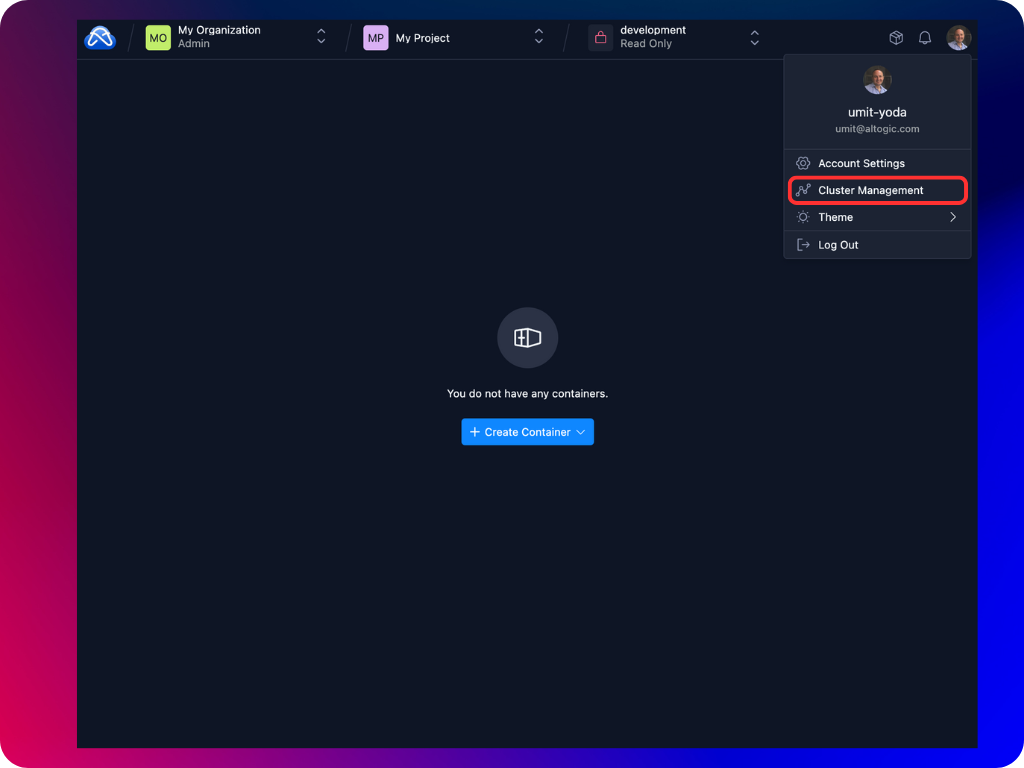 MO
My Organization
Admin
MP
My Project
development
Read Only
umit-yoda
umit@altogic.com
Account Settings
Cluster Management
Theme
Log Out
You do not have any containers.
Create Container